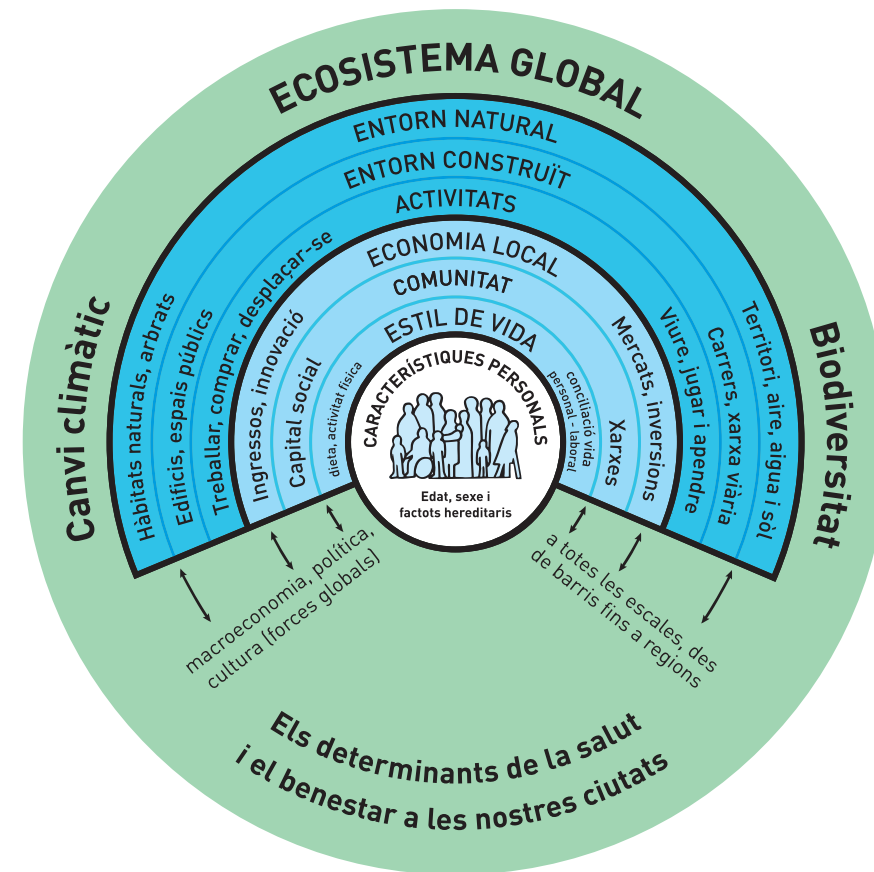 ECOSISTEMA GLOBAL
Canvi climàtic
Biodiversitat
ENTORN NATURAL
Hàbitats naturals, arbrats
Territori, aire, aigua i sòl
ENTORN CONSTRUÏT
Edificis, espais públics
Carrers, xarxa viària
ACTIVITATS
Treballar, comprar, desplaçar-se
Viure, jugar i apendre
ECONOMIA LOCAL
Ingressos, innovació
Mercats, inversions
COMUNITAT
Capital social
Xarxes
ESTIL DE VIDA
dieta, activitat física
conciliació vida
personal - laboral
CARACTERÍSTIQUES PERSONALS
Edat, sexe i
factots hereditaris
macroeconomia, política,
cultura (forces globals)
a totes les escales, des
de barris fins a regions
Els determinants de la salut
i el benestar a les nostres ciutats